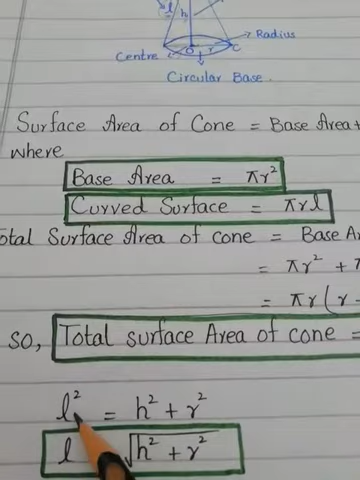 l h
Radius
Centre O r C
Circular Base.
Surface Area of Cone = Base Area +
where
Base Area = πr²
Curved Surface = πrl
Total Surface Area of cone = Base Ar
= πr² + π
= πr(r
so, Total surface Area of cone =
l² = h² + r²
l √h² + r²